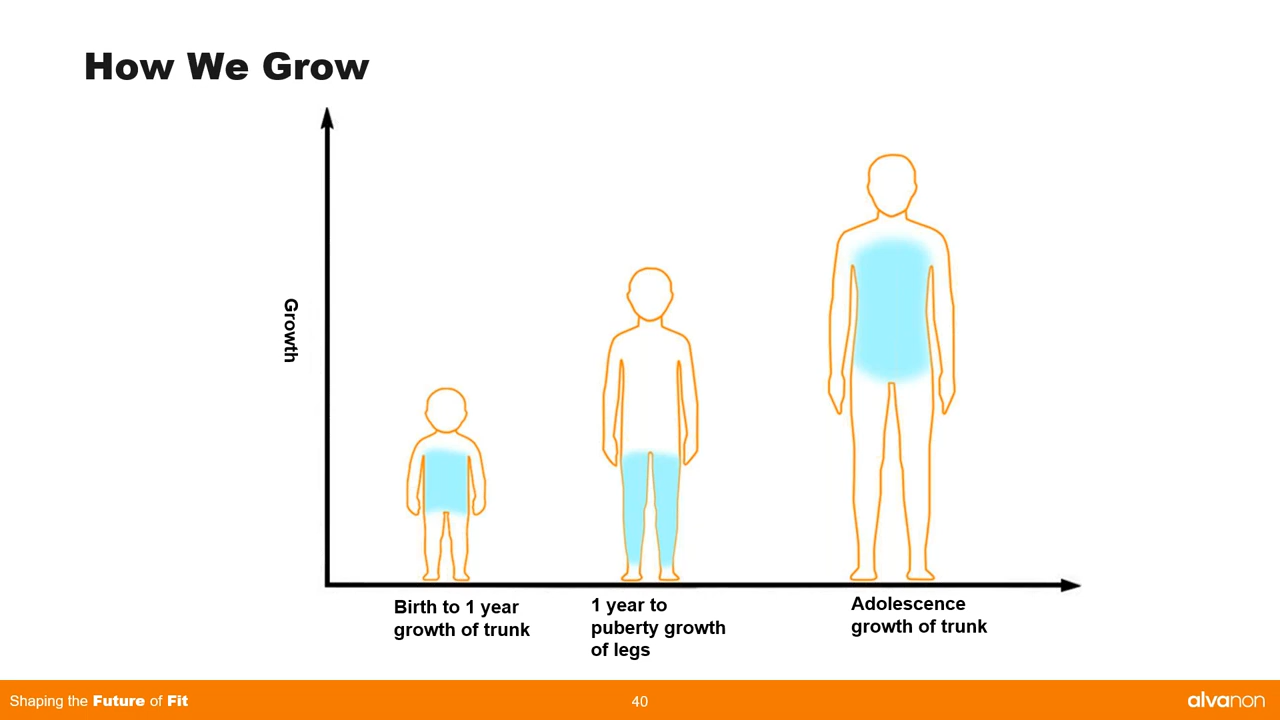 How We Grow
Growth
Birth to 1 year
growth of trunk
1 year to
puberty growth
of legs
Adolescence
growth of trunk
Shaping the Future of Fit
40
alvanon